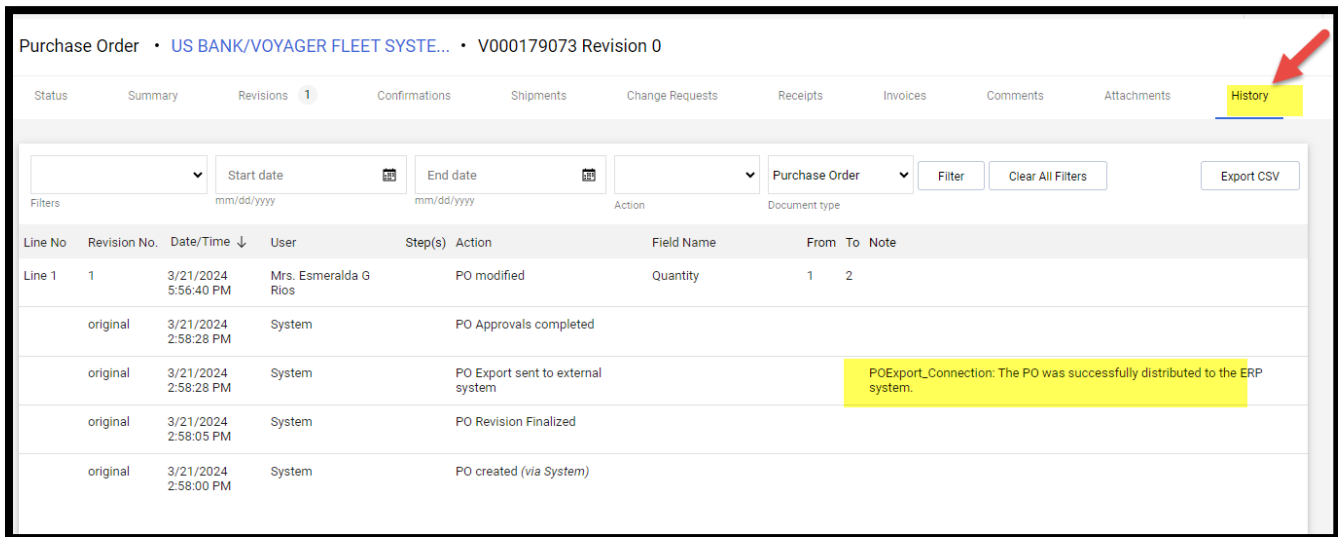 Purchase Order • US BANK/VOYAGER FLEET SYSTE... • V000179073 Revision 0
Status Summary Revisions 1 Confirmations Shipments Change Requests Receipts Invoices Comments Attachments History
Start date End date Purchase Order Filter Clear All Filters Export CSV
Filters mm/dd/yyyy mm/dd/yyyy Action Document type
Line No Revision No. Date/Time ↓ User Step(s) Action Field Name From To Note
Line 1 1 3/21/2024 Mrs. Esmeralda G PO modified Quantity 1 2
5:56:40 PM Rios
original 3/21/2024 System PO Approvals completed
2:58:28 PM
original 3/21/2024 System PO Export sent to external POExport_Connection: The PO was successfully distributed to the ERP
2:58:28 PM system system.
original 3/21/2024 System PO Revision Finalized
2:58:05 PM
original 3/21/2024 System PO created (via System)
2:58:00 PM